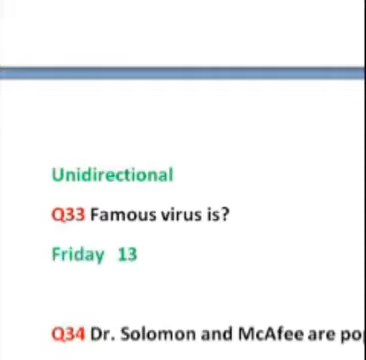 Unidirectional
Q33 Famous virus is?
Friday 13
Q34 Dr. Solomon and McAfee are